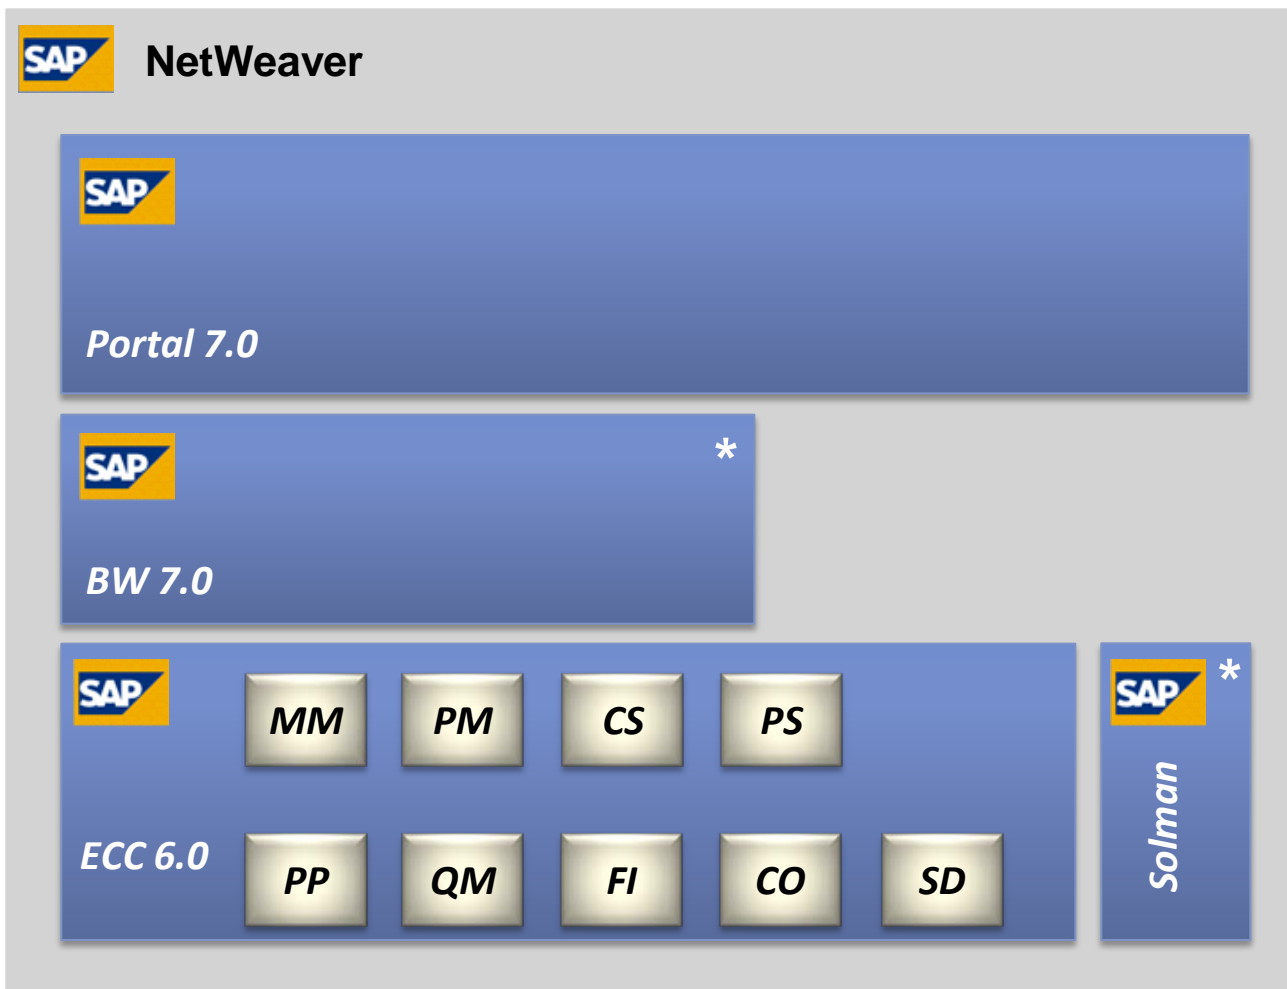 SAP NetWeaver
SAP
Portal 7.0
SAP *
BW 7.0
SAP
MM PM CS PS
ECC 6.0
PP QM FI CO SD
SAP *
Solman